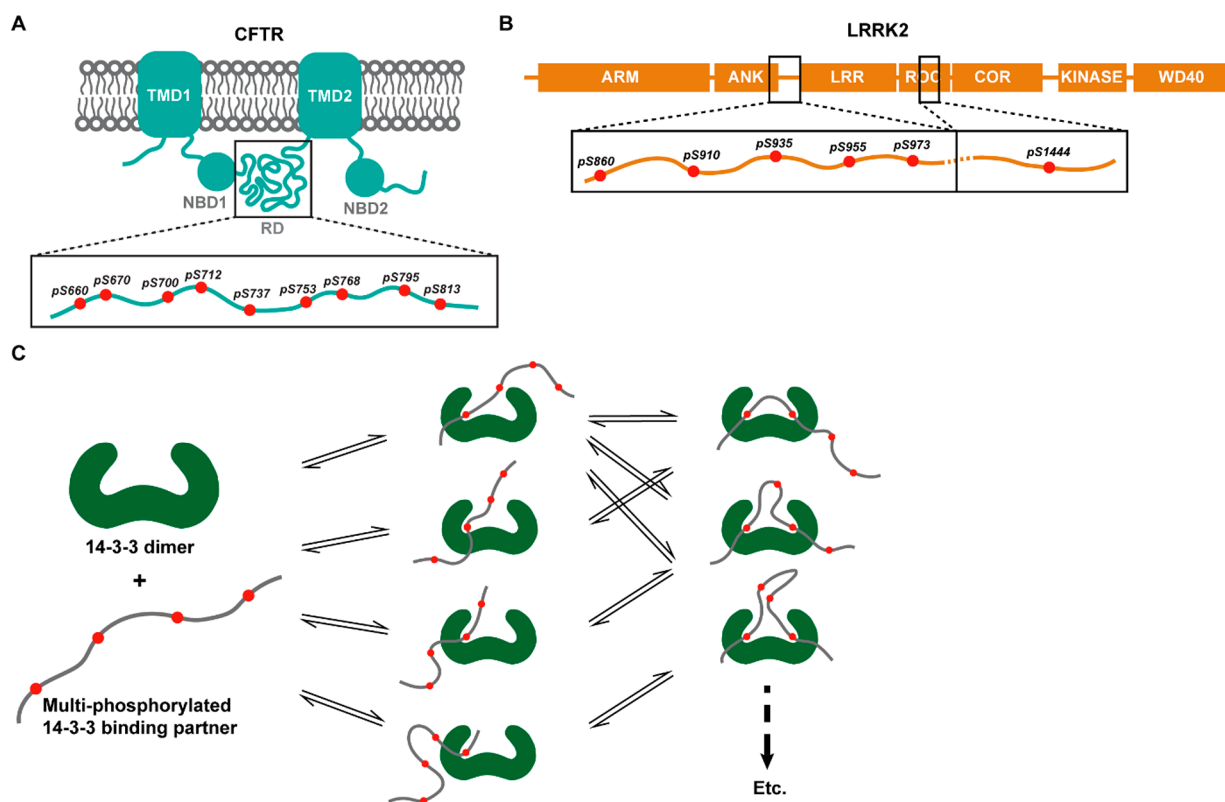 A
CFTR
TMD1
TMD2
NBD1
RD
NBD2
pS660
pS670
pS700
pS712
pS737
pS753
pS768
pS795
pS813
B
LRRK2
ARM
ANK
LRR
ROC
COR
KINASE
WD40
pS860
pS910
pS935
pS955
pS973
pS1444
C
14-3-3 dimer
+
Multi-phosphorylated
14-3-3 binding partner
Etc.